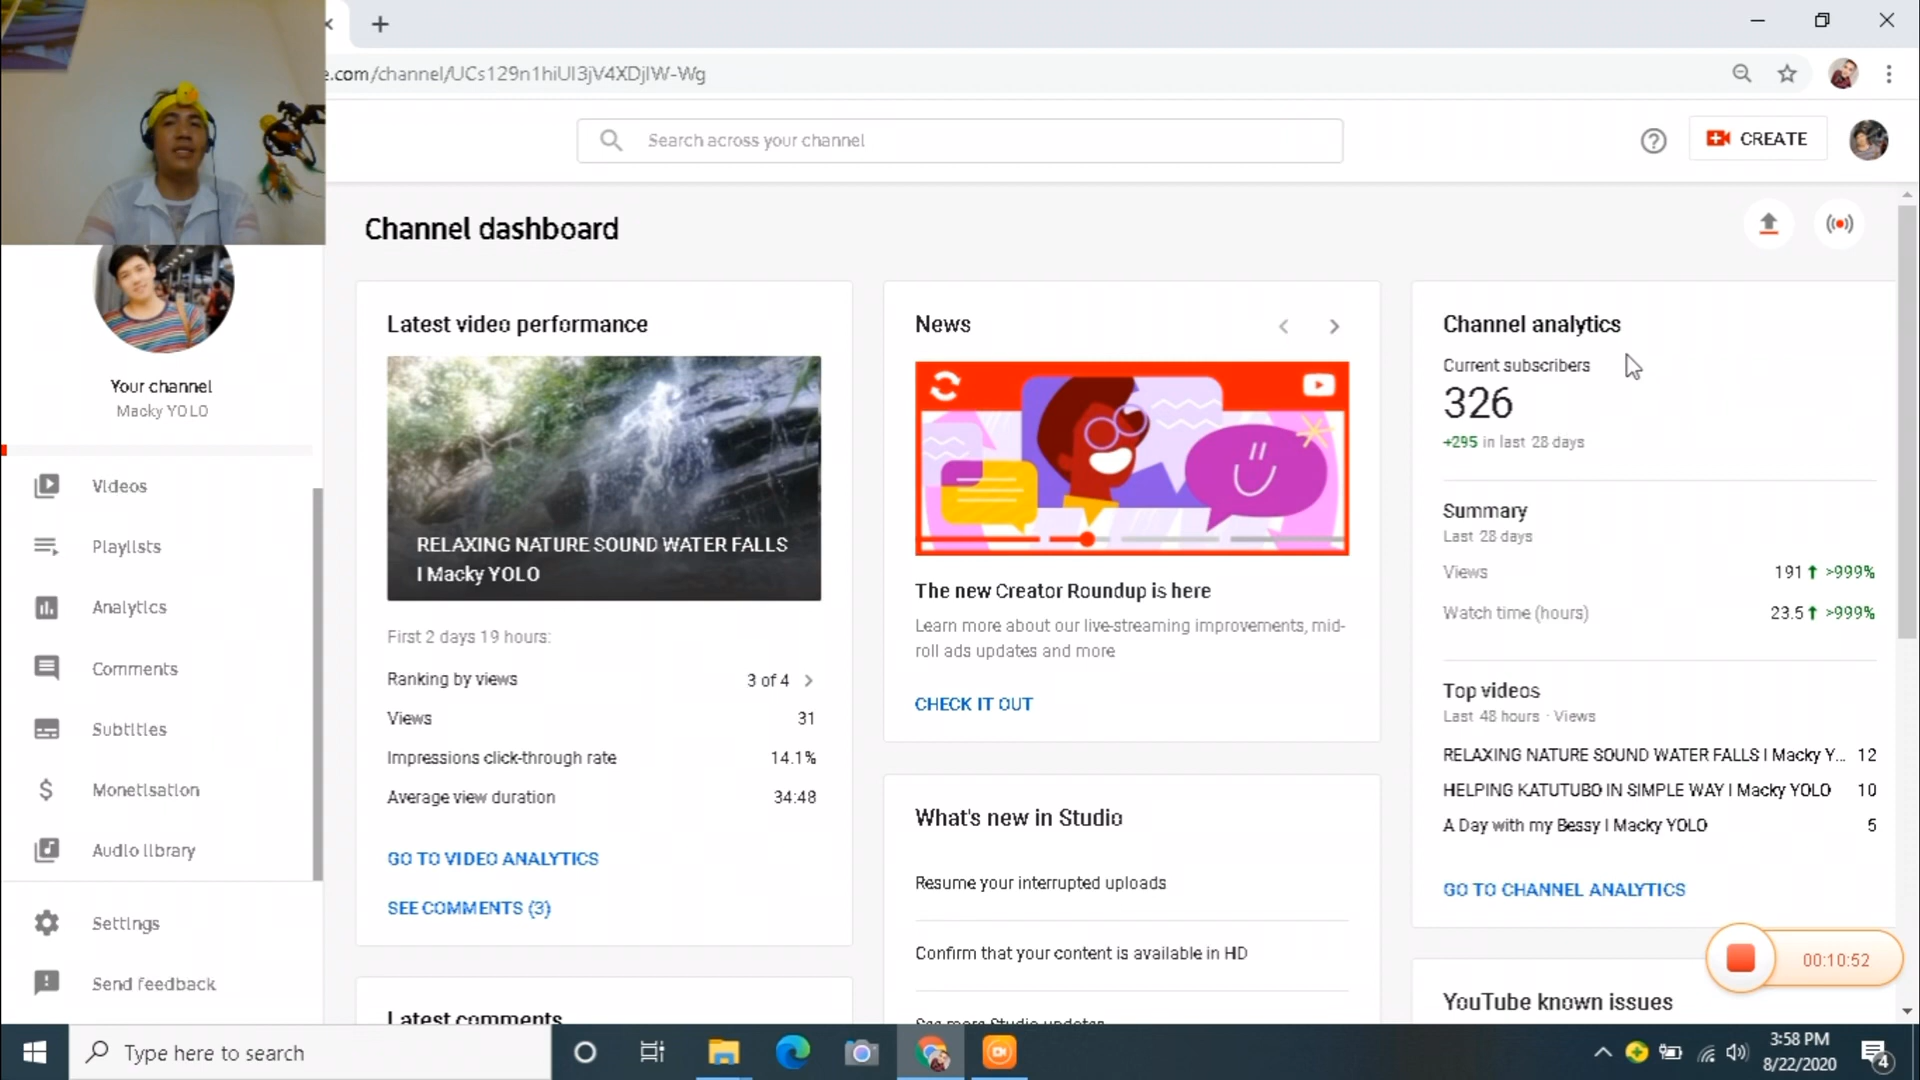 e.com/channel/UCs129n1hiUI3jV4XDjIW-Wg
Search across your channel
CREATE
Channel dashboard
Your channel
Macky YOLO
Videos
Playlists
Analytics
Comments
Subtitles
Monetisation
Audio library
Settings
Send feedback
Latest video performance
RELAXING NATURE SOUND WATER FALLS
I Macky YOLO
First 2 days 19 hours:
Ranking by views 3 of 4
Views 31
Impressions click-through rate 14.1%
Average view duration 34:48
GO TO VIDEO ANALYTICS
SEE COMMENTS (3)
Latest comments
News
The new Creator Roundup is here
Learn more about our live-streaming improvements, mid-
roll ads updates and more
CHECK IT OUT
What's new in Studio
Resume your interrupted uploads
Confirm that your content is available in HD
See more Studio updates
Channel analytics
Current subscribers
326
+295 in last 28 days
Summary
Last 28 days
Views 191 >999%
Watch time (hours) 23.5 >999%
Top videos
Last 48 hours · Views
RELAXING NATURE SOUND WATER FALLS I Macky Y... 12
HELPING KATUTUBO IN SIMPLE WAY I Macky YOLO 10
A Day with my Bessy I Macky YOLO 5
GO TO CHANNEL ANALYTICS
00:10:52
YouTube known issues
Type here to search
3:58 PM
8/22/2020
4